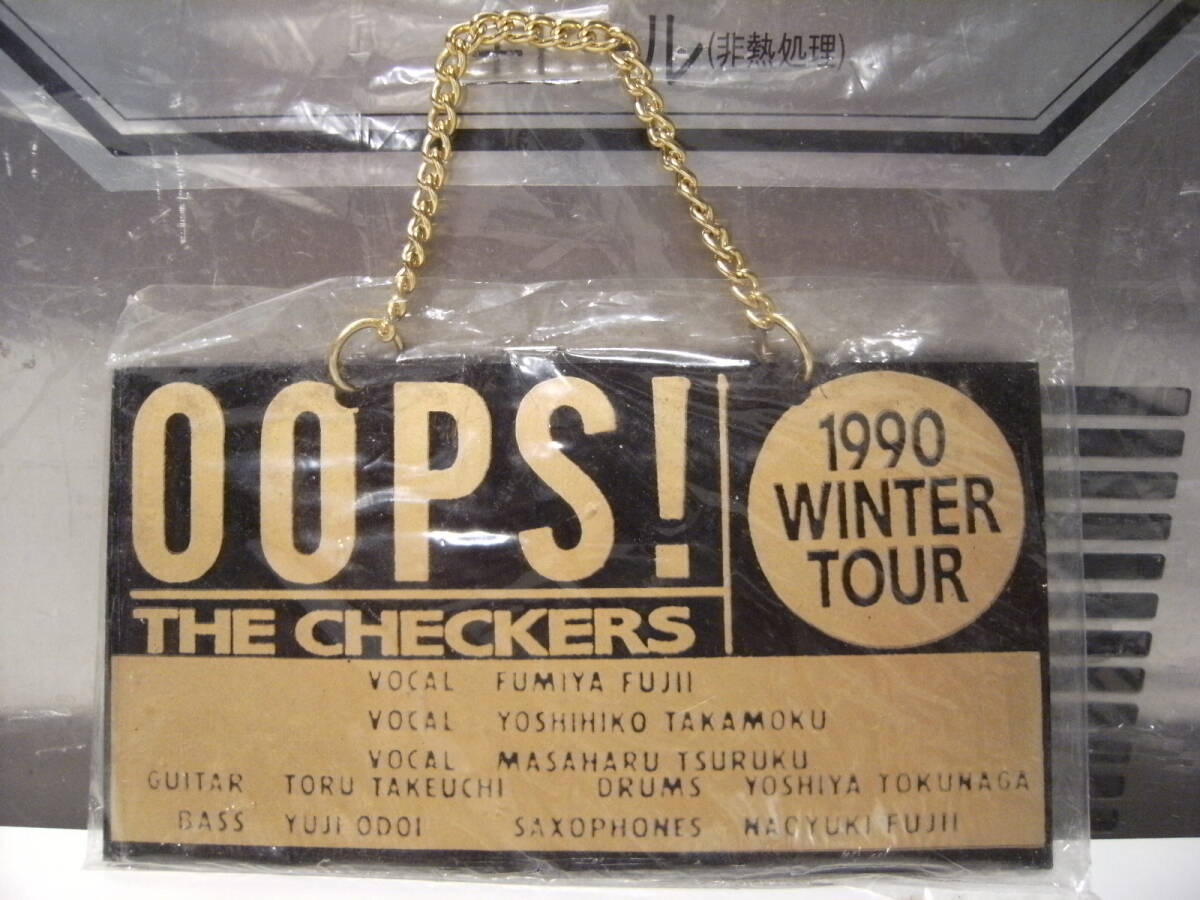 ル(非熱処理)
OOPS!
THE CHECKERS
1990
WINTER
TOUR
VOCAL FUMIYA FUJII
VOCAL YOSHIHIKO TAKAMOKU
VOCAL MASAHARU TSURUKU
GUITAR TORU TAKEUCHI DRUMS YOSHIYA TOKUNAGA
BASS YUJI ODOI SAXOPHONES NAOYUKI FUJII